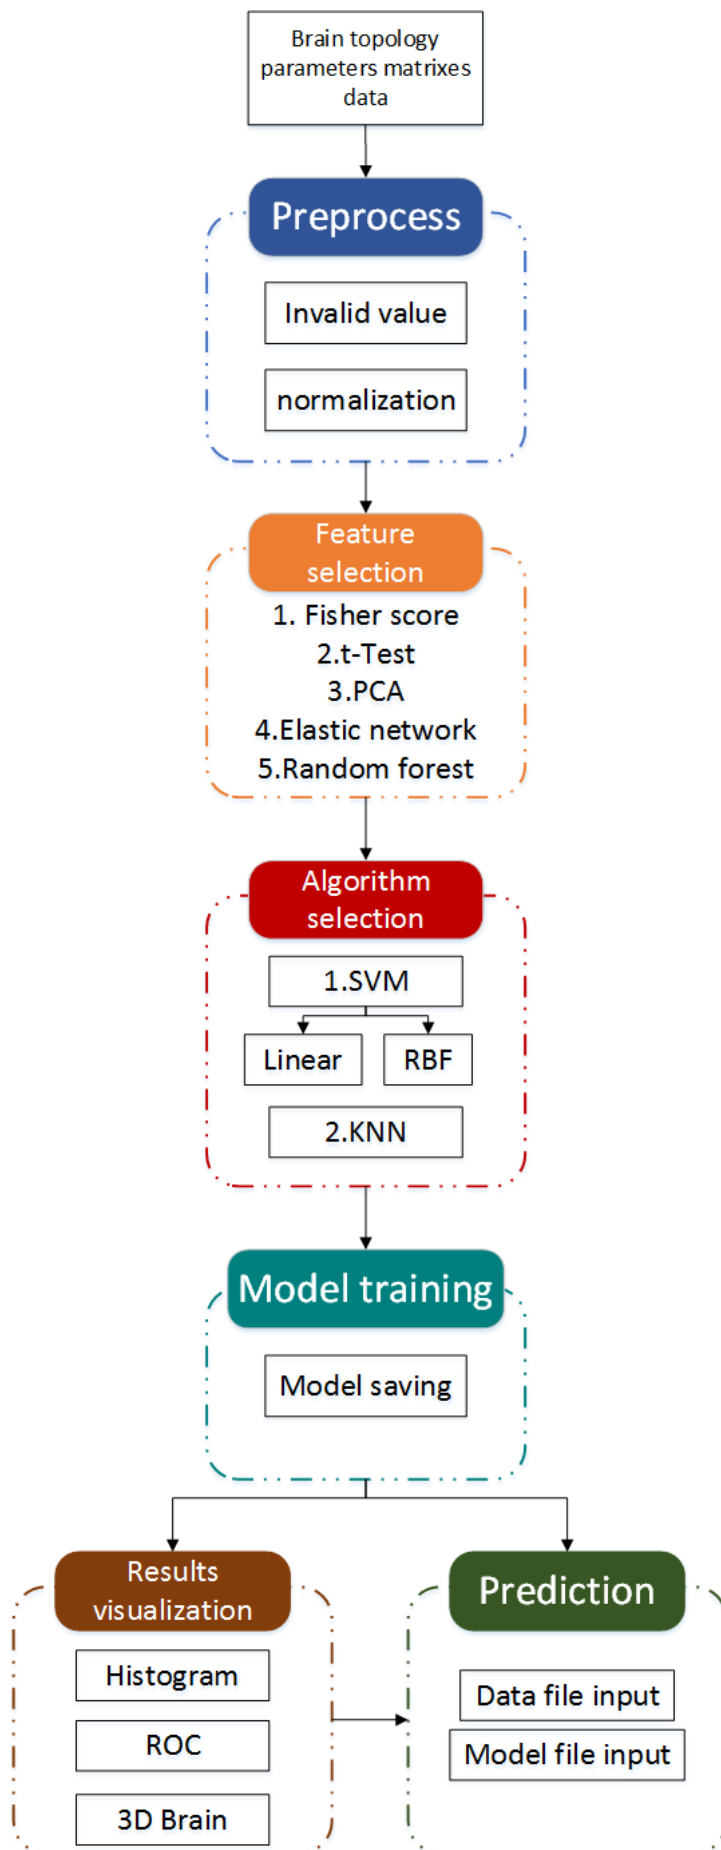 Brain topology
parameters matrixes
data
Preprocess
Invalid value
normalization
Feature
selection
1. Fisher score
2.t-Test
3.PCA
4.Elastic network
5.Random forest
Algorithm
selection
1.SVM
Linear
RBF
2.KNN
Model training
Model saving
Results
visualization
Histogram
ROC
3D Brain
Prediction
Data file input
Model file input